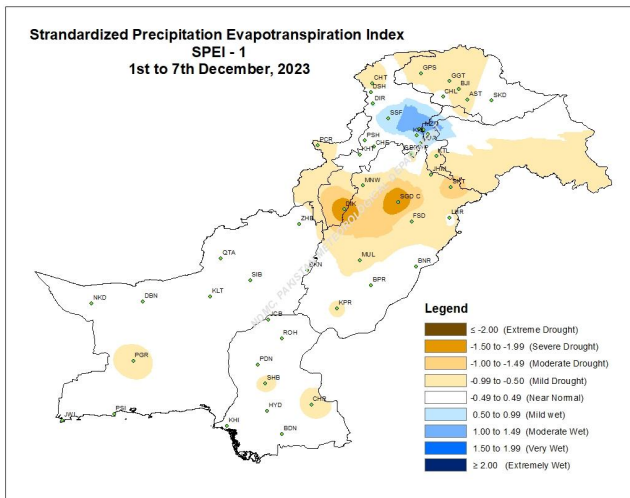 Strandardized Precipitation Evapotranspiration Index
SPEI - 1
1st to 7th December, 2023
GPS
CHT
GGT
DSH
BJI
CHL
AST
SKD
DIR
SSF
PSH
CHE
PCR
KHT
KTL
JHM
MNW
SKT
DIK
SGD C
LHR
FSD
QTA
MUL
BNR
SIB
BPR
KLT
NKD
DBN
KPR
JCB
ROH
PGR
PDN
SHB
CHR
HYD
JWI
PSI
KHI
BDN
Legend
≤ -2.00 (Extreme Drought)
-1.50 to -1.99 (Severe Drought)
-1.00 to -1.49 (Moderate Drought)
-0.99 to -0.50 (Mild Drought)
-0.49 to 0.49 (Near Normal)
0.50 to 0.99 (Mild wet)
1.00 to 1.49 (Moderate Wet)
1.50 to 1.99 (Very Wet)
≥ 2.00 (Extremely Wet)